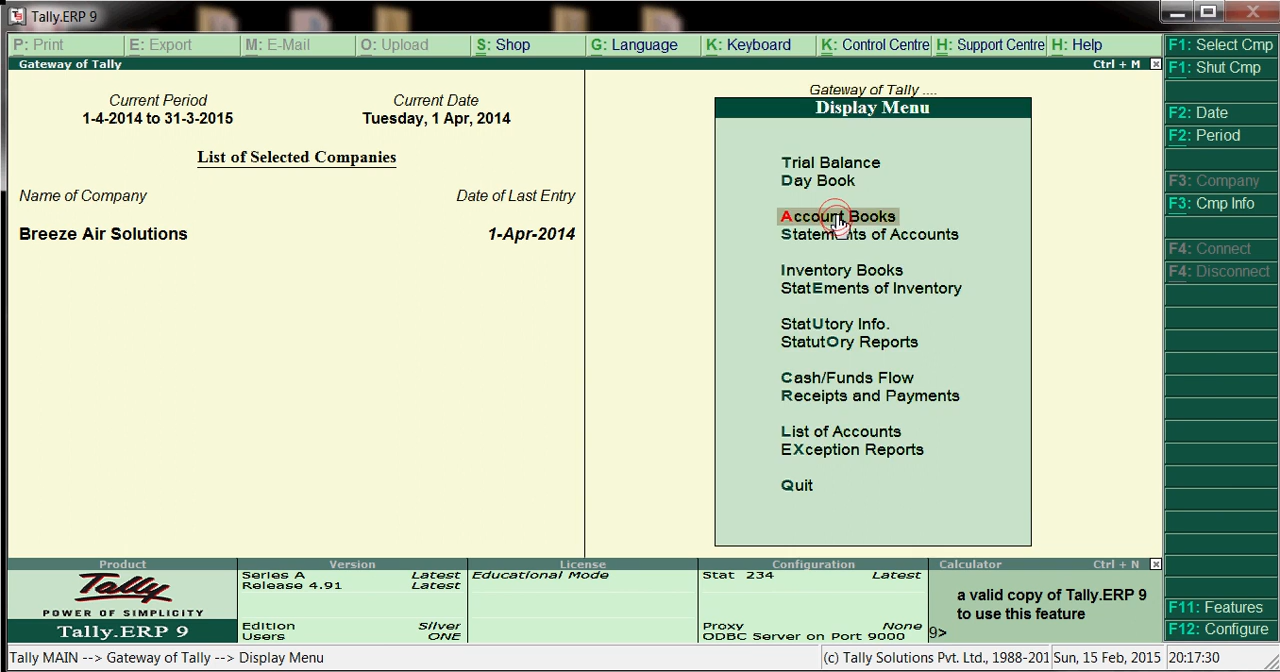 Tally.ERP 9
P: Print E: Export M: E-Mail O: Upload S: Shop G: Language K: Keyboard K: Control Centre H: Support Centre H: Help
F1: Select Cmp
F1: Shut Cmp
F2: Date
F2: Period
F3: Company
F3: Cmp Info
F4: Connect
F4: Disconnect
F11: Features
F12: Configure
Gateway of Tally Ctrl + M
Current Period Current Date
1-4-2014 to 31-3-2015 Tuesday, 1 Apr, 2014
List of Selected Companies
Name of Company Date of Last Entry
Breeze Air Solutions 1-Apr-2014
Gateway of Tally ....
Display Menu
Trial Balance
Day Book
Account Books
Statements of Accounts
Inventory Books
StatEments of Inventory
StatUtory Info.
StatutOry Reports
Cash/Funds Flow
Receipts and Payments
List of Accounts
EXception Reports
Quit
Product Version License Configuration Calculator Ctrl + N
Tally
POWER OF SIMPLICITY
Tally.ERP 9
Series A Latest
Release 4.91
Edition Silver
Users ONE
Educational Mode
Stat 234 Latest
Proxy None
ODBC Server on Port 9000
a valid copy of Tally.ERP 9
to use this feature
9>
Tally MAIN --> Gateway of Tally --> Display Menu (c) Tally Solutions Pvt. Ltd., 1988-201 Sun, 15 Feb, 2015 20:17:30